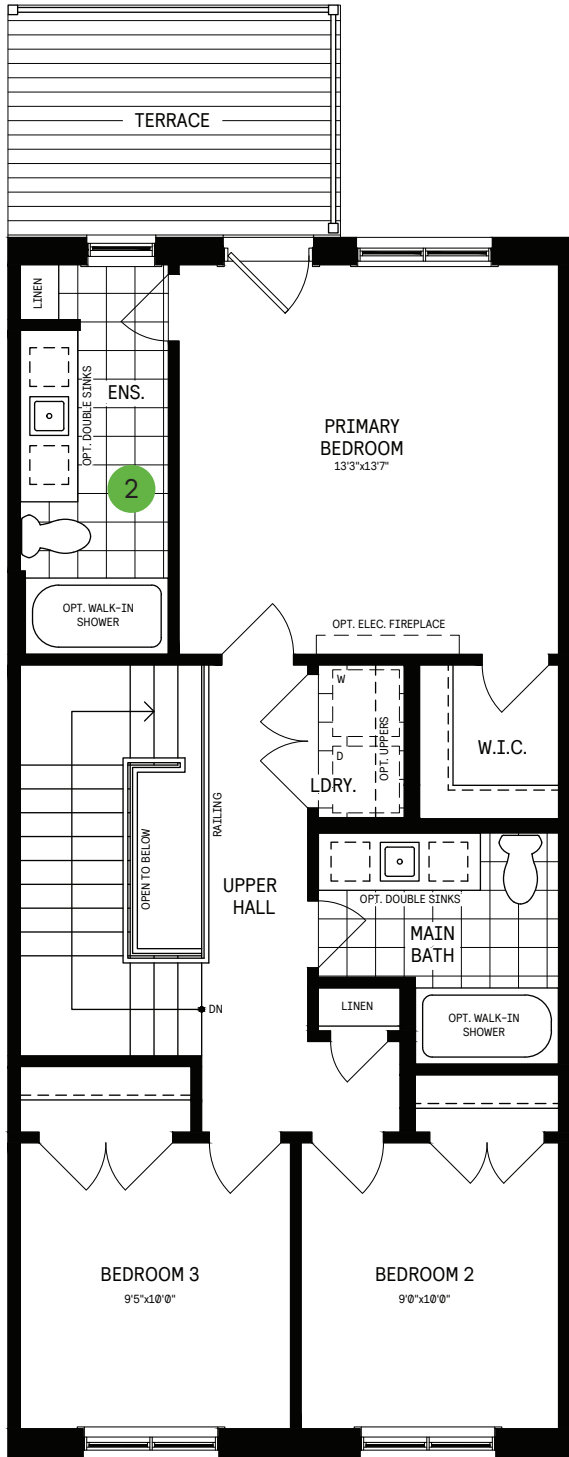 TERRACE
LINEN
ENS.
OPT. DOUBLE SINKS
2
OPT. WALK-IN
SHOWER
PRIMARY
BEDROOM
13'3"x13'7"
OPT. ELEC. FIREPLACE
W
D
OPT. UPPERS
LDRY.
W.I.C.
RAILING
OPEN TO BELOW
UPPER
HALL
OPT. DOUBLE SINKS
MAIN
BATH
DN
LINEN
OPT. WALK-IN
SHOWER
BEDROOM 3
9'5"x10'0"
BEDROOM 2
9'0"x10'0"